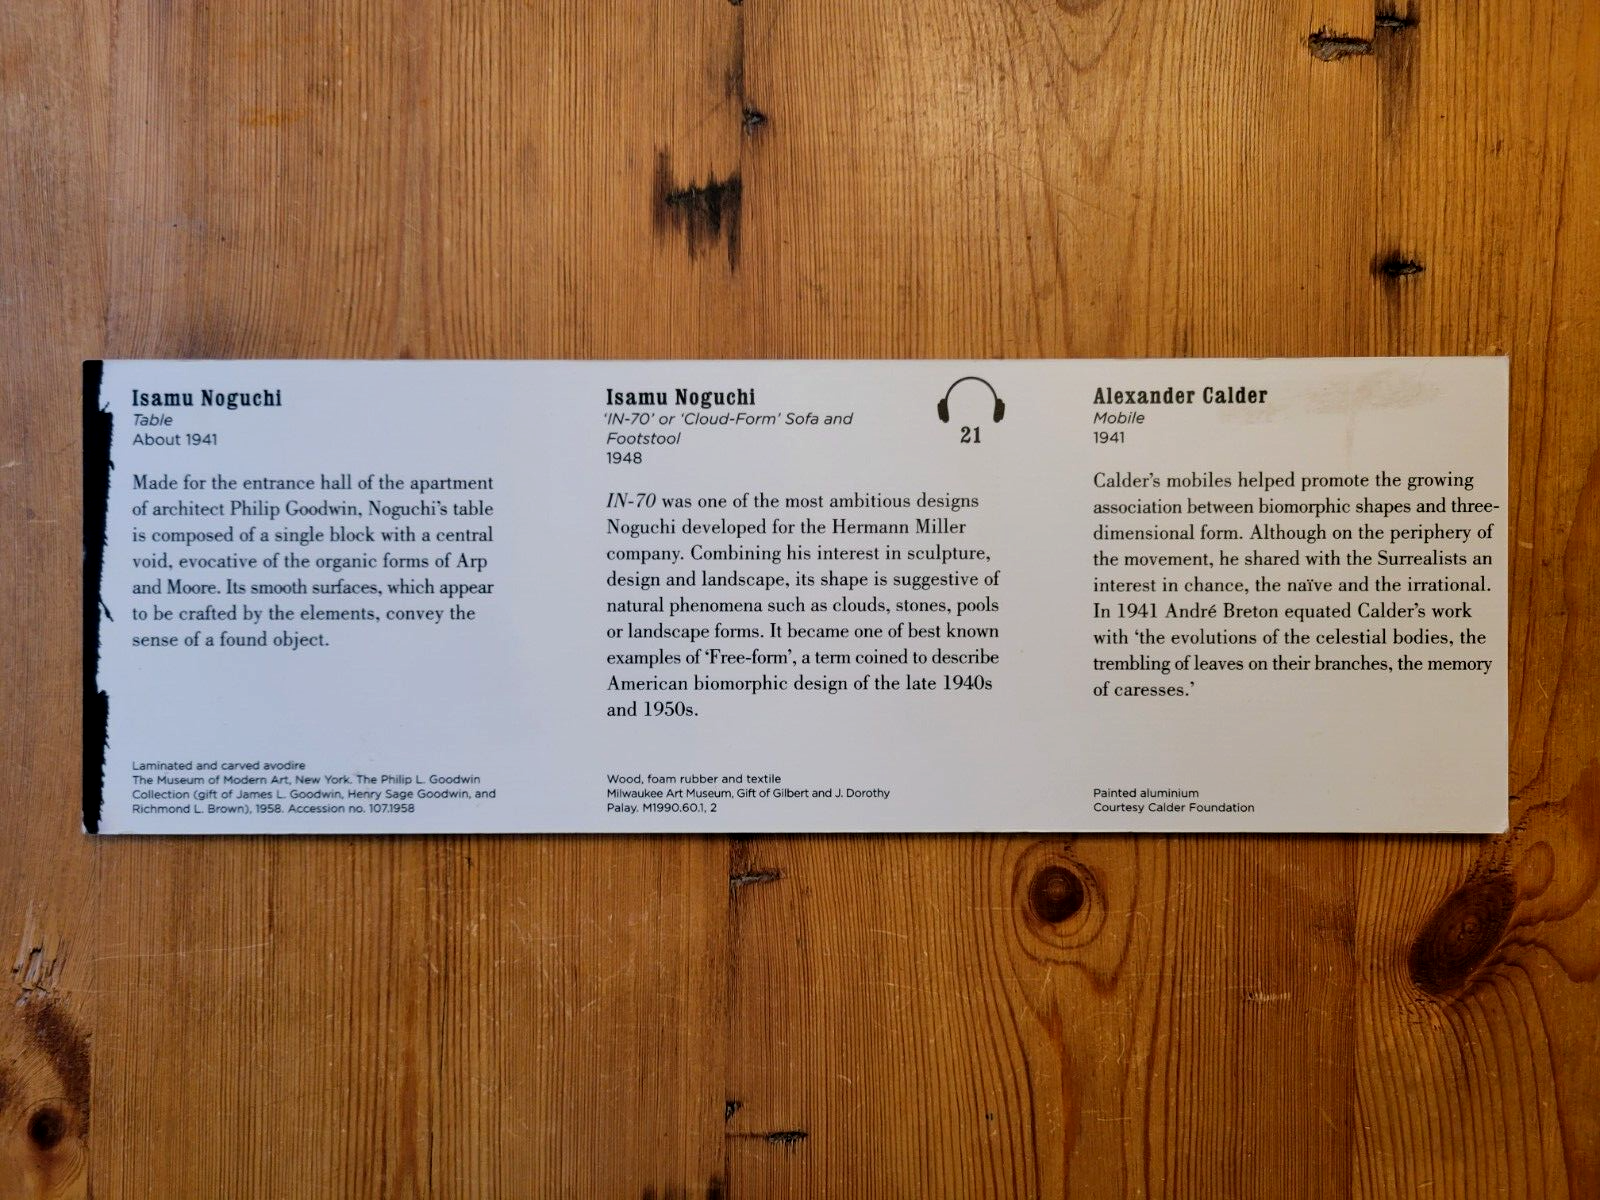 Isamu Noguchi
Table
About 1941
Made for the entrance hall of the apartment
of architect Philip Goodwin, Noguchi's table
is composed of a single block with a central
void, evocative of the organic forms of Arp
and Moore. Its smooth surfaces, which appear
to be crafted by the elements, convey the
sense of a found object.
Laminated and carved avodire
The Museum of Modern Art, New York. The Philip L. Goodwin
Collection (gift of James L. Goodwin, Henry Sage Goodwin, and
Richmond L. Brown), 1958. Accession no. 107.1958
Isamu Noguchi
'IN-70' or 'Cloud-Form' Sofa and
Footstool
1948
21
IN-70 was one of the most ambitious designs
Noguchi developed for the Hermann Miller
company. Combining his interest in sculpture,
design and landscape, its shape is suggestive of
natural phenomena such as clouds, stones, pools
or landscape forms. It became one of best known
examples of 'Free-form', a term coined to describe
American biomorphic design of the late 1940s
and 1950s.
Wood, foam rubber and textile
Milwaukee Art Museum, Gift of Gilbert and J. Dorothy
Palay. M1990.60.1, 2
Alexander Calder
Mobile
1941
Calder's mobiles helped promote the growing
association between biomorphic shapes and three-
dimensional form. Although on the periphery of
the movement, he shared with the Surrealists an
interest in chance, the naïve and the irrational.
In 1941 André Breton equated Calder's work
with 'the evolutions of the celestial bodies, the
trembling of leaves on their branches, the memory
of caresses.'
Painted aluminium
Courtesy Calder Foundation